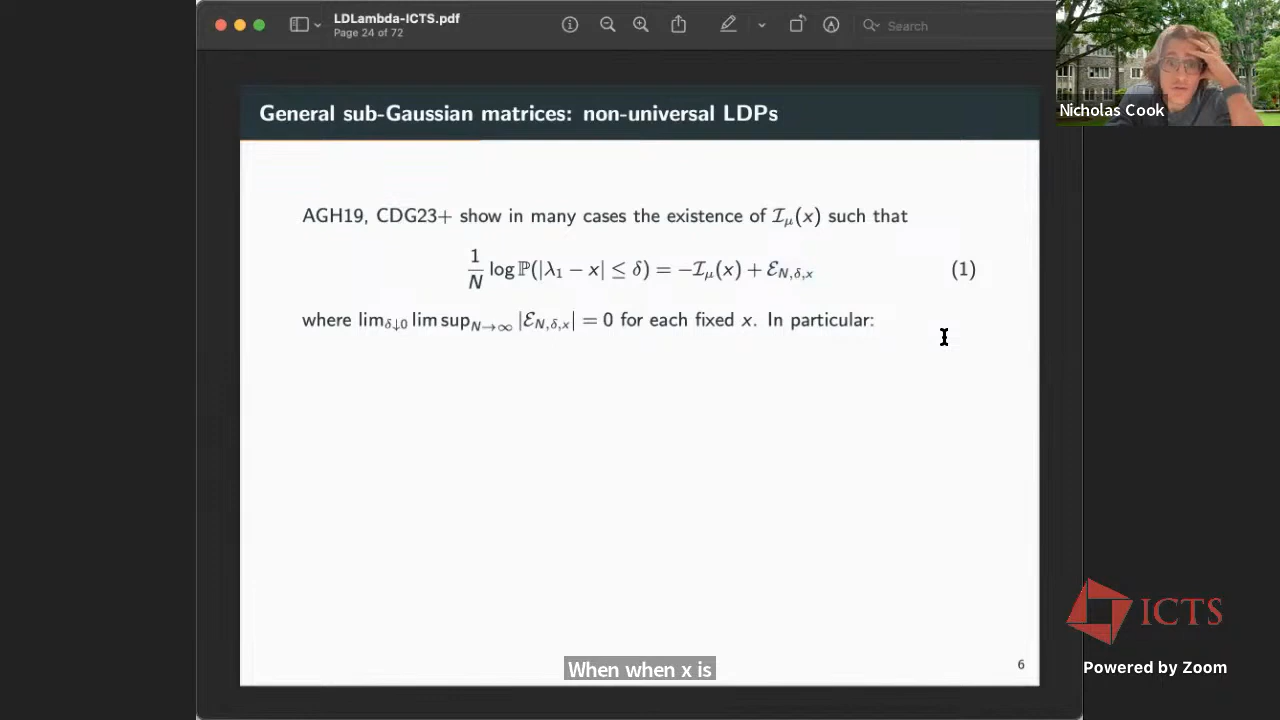 LDLambda-ICTS.pdf
Page 24 of 72
Search
Nicholas Cook
General sub-Gaussian matrices: non-universal LDPs
AGH19, CDG23+ show in many cases the existence of 𝓘_μ(x) such that
1/N log ℙ(|λ₁ − x| ≤ δ) = −𝓘_μ(x) + 𝓔_{N,δ,x} (1)
where lim_{δ↓0} lim sup_{N→∞} |𝓔_{N,δ,x}| = 0 for each fixed x. In particular:
6
When when x is
ICTS
Powered by Zoom